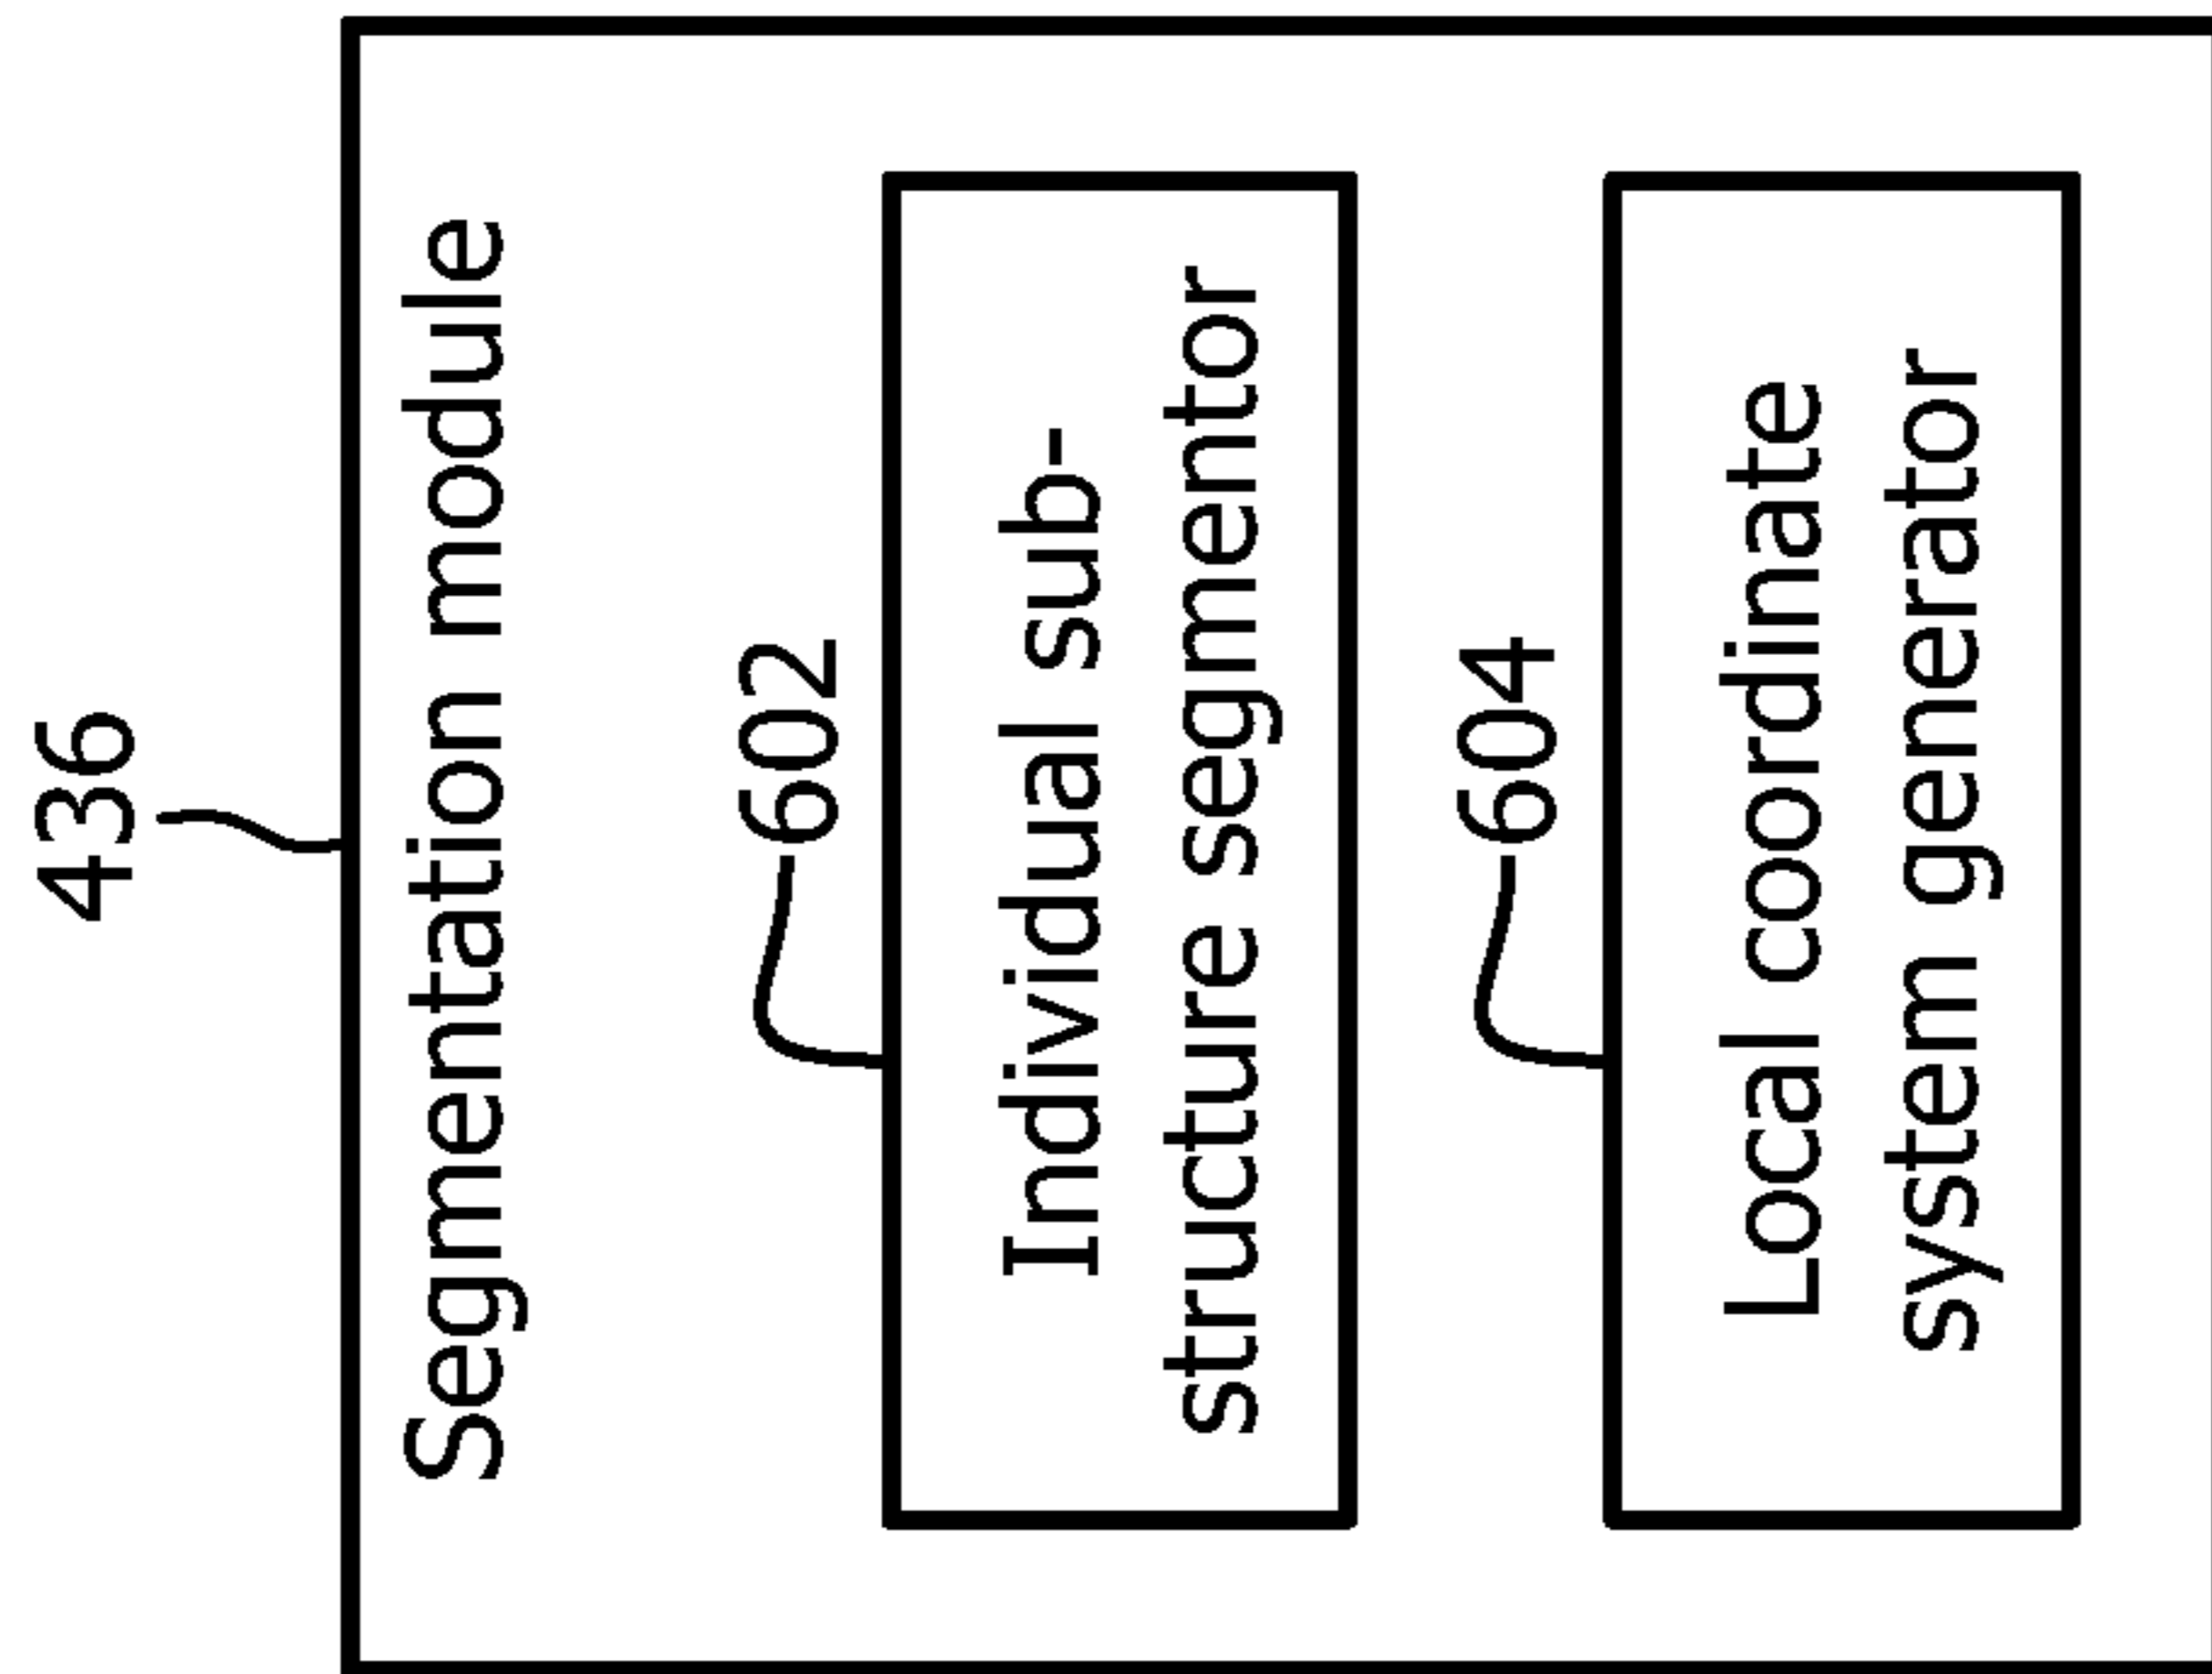 436
Segmentation module
602
Individual sub-
structure segmentor
604
Local coordinate
system generator